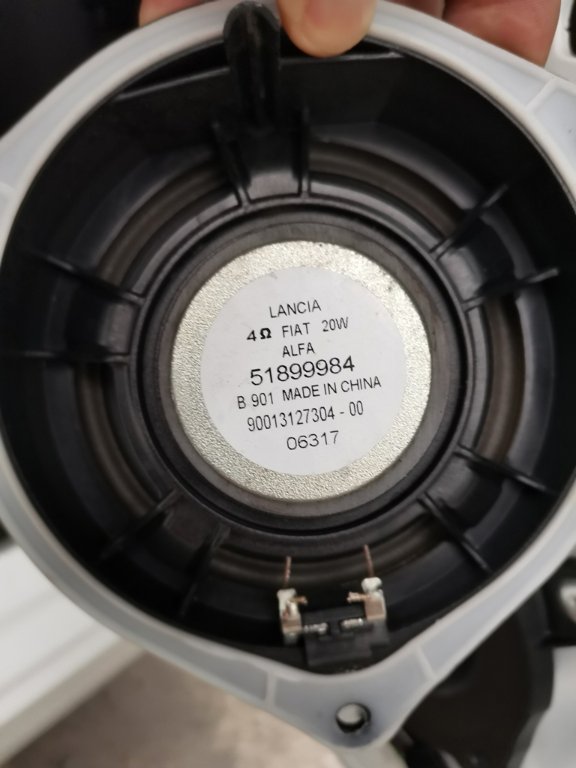 LANCIA
4Ω FIAT 20W
ALFA
51899984
B 901 MADE IN CHINA
90013127304-00
06317